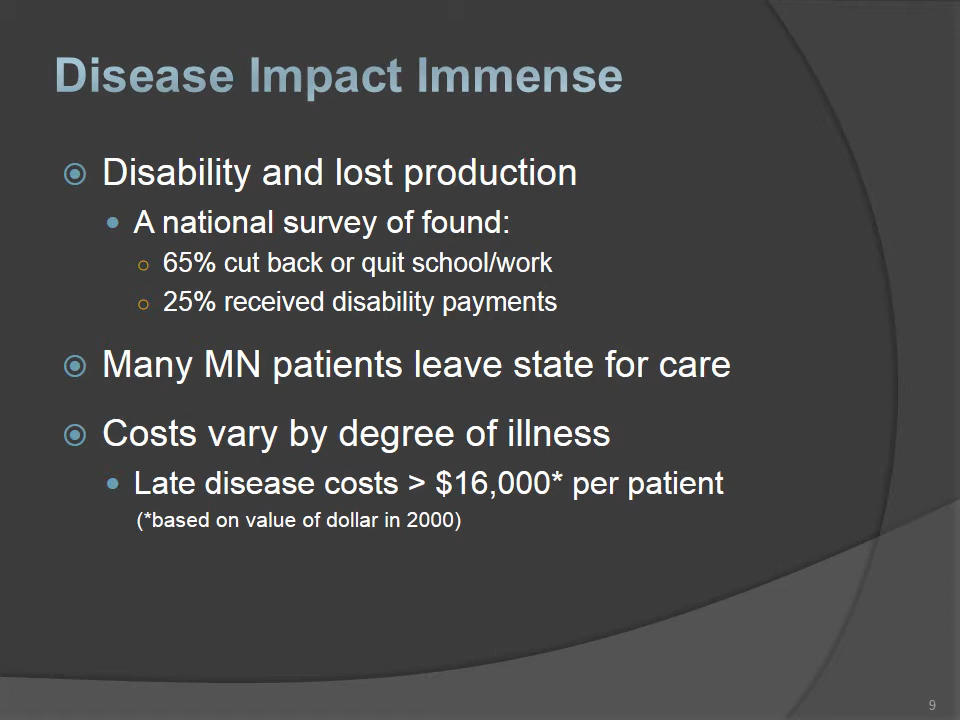 Disease Impact Immense
Disability and lost production
A national survey of found:
65% cut back or quit school/work
25% received disability payments
Many MN patients leave state for care
Costs vary by degree of illness
Late disease costs > $16,000* per patient
(*based on value of dollar in 2000)
9